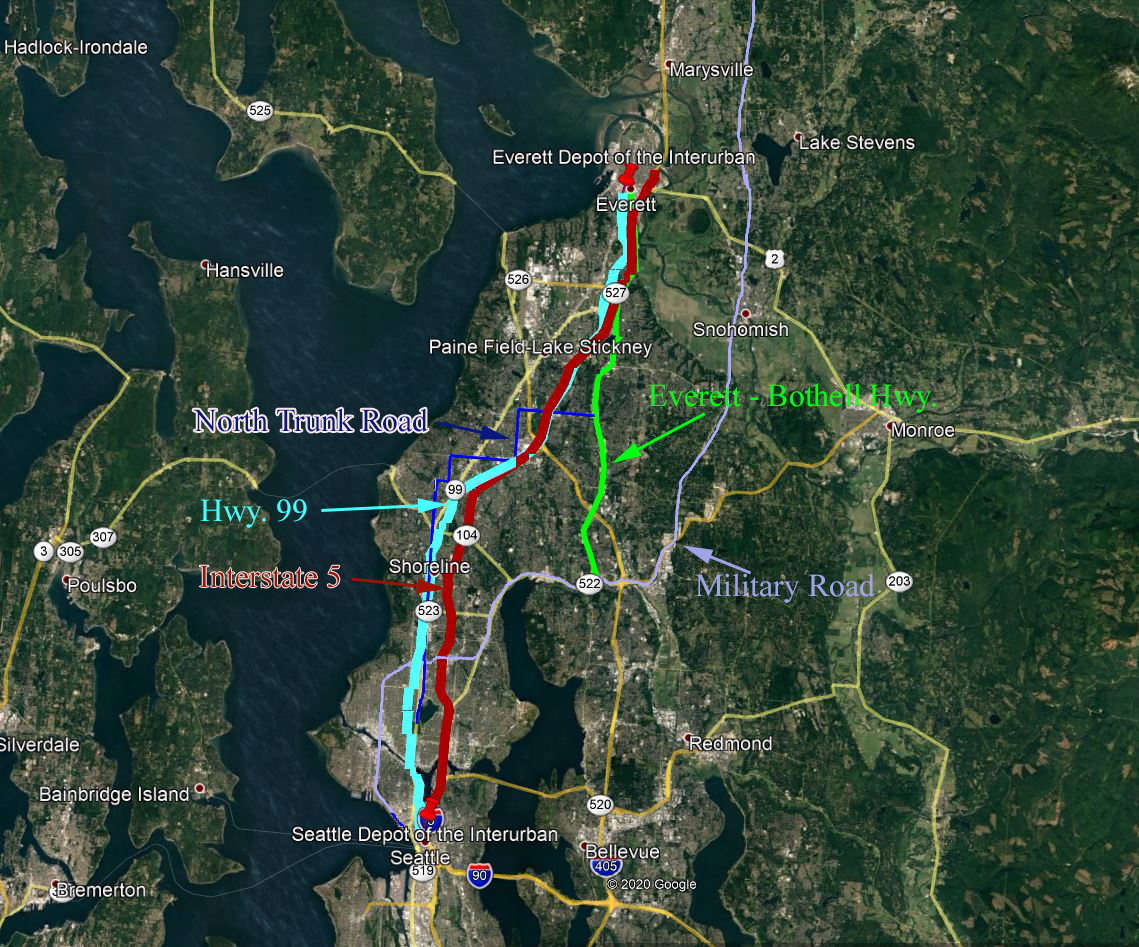 Hadlock-Irondale
Marysville
525
Lake Stevens
Everett Depot of the Interurban
Everett
2
Hansville
526
527
Snohomish
Paine Field-Lake Stickney
Everett - Bothell Hwy.
North Trunk Road
Monroe
99
Hwy. 99
104
307
3
305
Shoreline
Interstate 5
Poulsbo
522
Military Road
203
523
Silverdale
Redmond
Bainbridge Island
520
Seattle Depot of the Interurban
Seattle
Bellevue
519
90
405
© 2020 Google
Bremerton